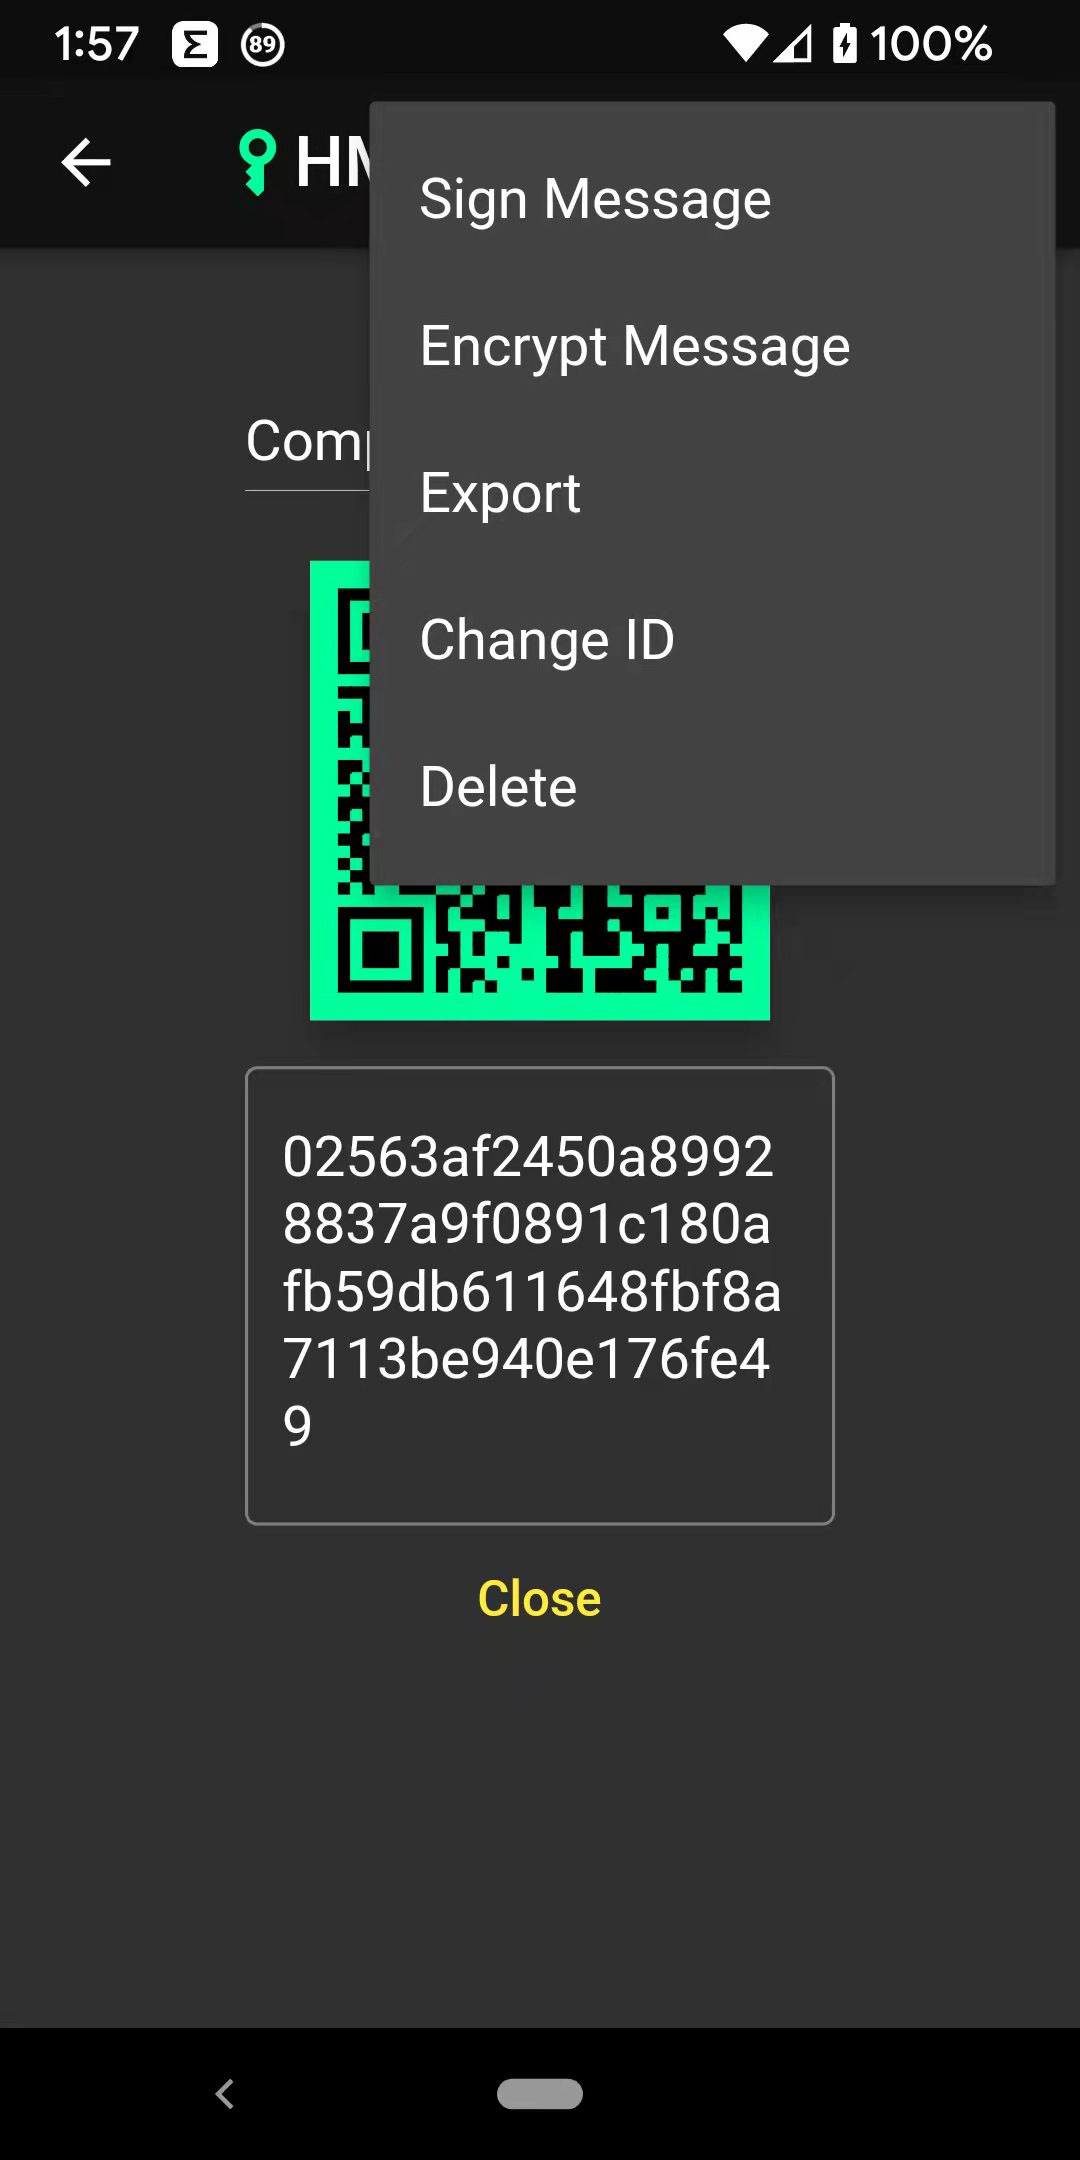 1:57 Σ 89 100%
HM
Sign Message
Encrypt Message
Comp
Export
Change ID
Delete
02563af2450a8992
8837a9f0891c180a
fb59db611648fbf8a
7113be940e176fe4
9
Close